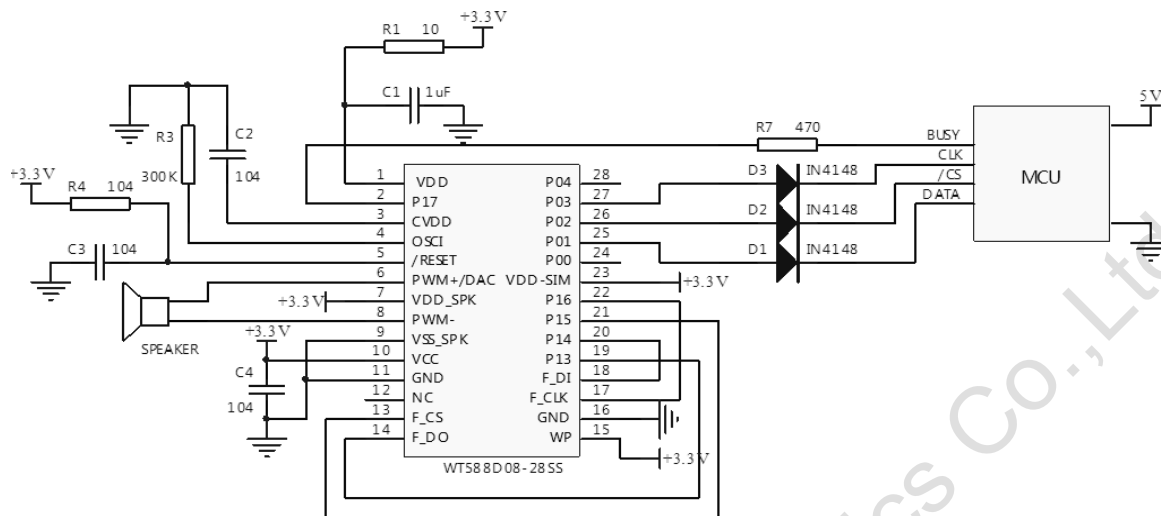 +3.3V
R1 10
C1 1uF
5V
R3
300K
C2
104
R7 470
BUSY
CLK
/CS
DATA
MCU
+3.3V
R4 104
C3 104
D3 IN4148
D2 IN4148
D1 IN4148
1 VDD P04 28
2 P17 P03 27
3 CVDD P02 26
4 OSCI P01 25
5 /RESET P00 24
6 PWM+/DAC VDD-SIM 23
7 VDD_SPK P16 22
8 PWM- P15 21
9 VSS_SPK P14 20
10 VCC P13 19
11 GND F_DI 18
12 NC F_CLK 17
13 F_CS GND 16
14 F_DO WP 15
+3.3V
+3.3V
SPEAKER
+3.3V
C4
104
+3.3V
WT588D08-28SS
ics Co.,Ltd